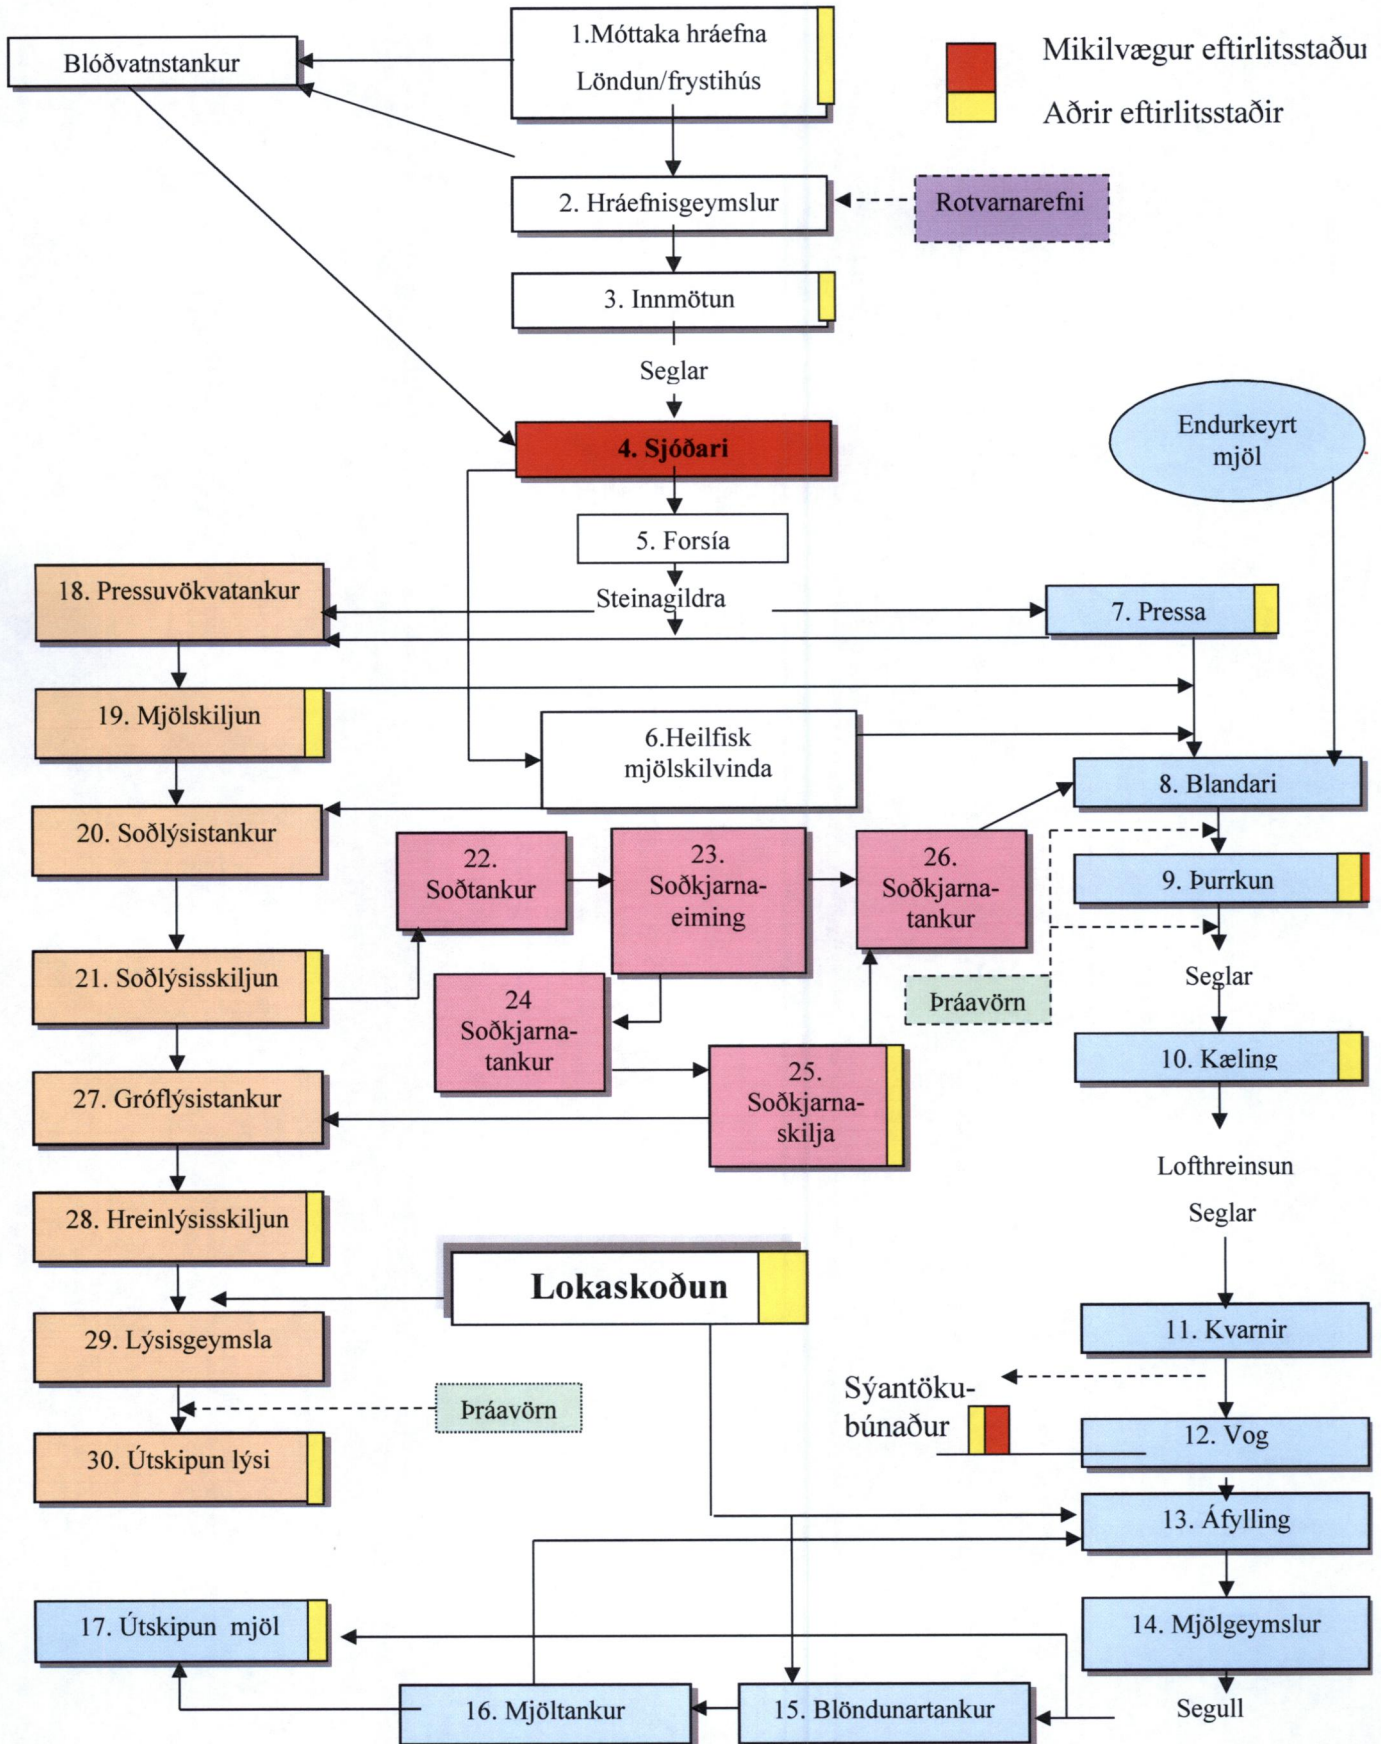 1.Móttaka hráefna
Löndun/frystihús
Blóðvatnstankur
Mikilvægur eftirlitsstaður
Aðrir eftirlitsstaðir
2. Hráefnisgeymslur
Rotvarnarefni
3. Innmötun
Seglar
4. Sjóðari
Endurkeyrt
mjöl
5. Forsía
Steinagildra
18. Pressuvökvatankur
7. Pressa
19. Mjölskiljun
6.Heilfisk
mjölskilvinda
8. Blandari
20. Soðlýsistankur
22.
Soðtankur
23.
Soðkjarna-
eiming
26.
Soðkjarna-
tankur
9. Þurrkun
21. Soðlýsisskiljun
24
Soðkjarna-
tankur
Þráavörn
Seglar
10. Kæling
25.
Soðkjarna-
skilja
27. Gróflýsistankur
Lofthreinsun
Seglar
28. Hreinlýsisskiljun
Lokaskoðun
29. Lýsisgeymsla
11. Kvarnir
Þráavörn
Sýantöku-
búnaður
12. Vog
30. Útskipun lýsi
13. Áfylling
14. Mjölgeymslur
17. Útskipun mjöl
16. Mjöltankur
15. Blöndunartankur
Segull